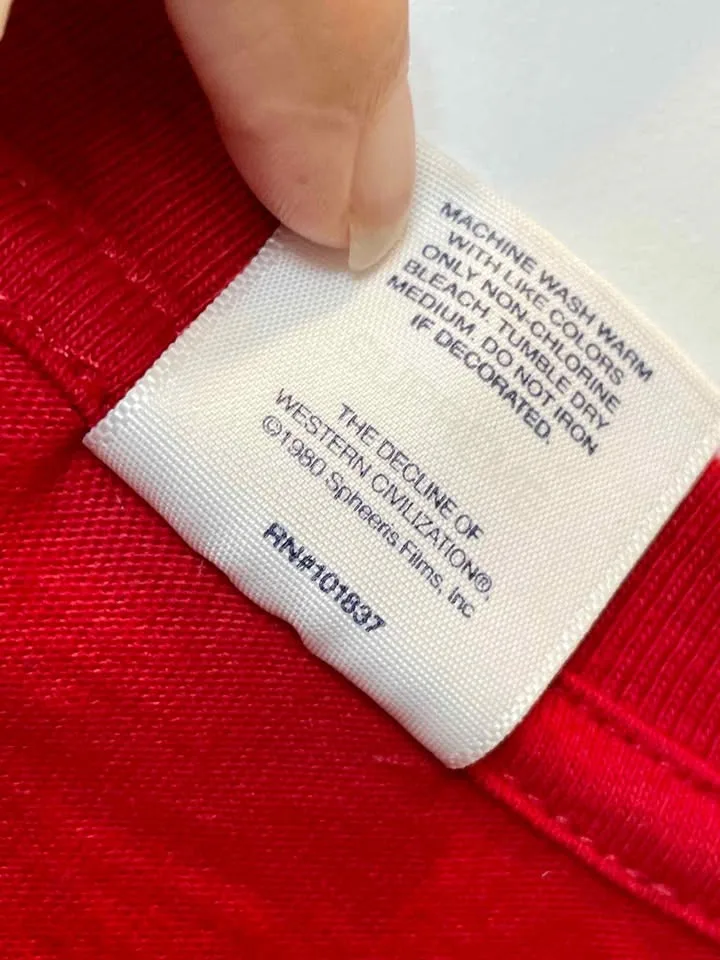 MACHINE WASH WARM
WITH LIKE COLORS
ONLY NON-CHLORINE
BLEACH. TUMBLE DRY
MEDIUM. DO NOT IRON
IF DECORATED.
THE DECLINE OF
WESTERN CIVILIZATION®,
©1980 Spheeris Films, Inc
RN#101837